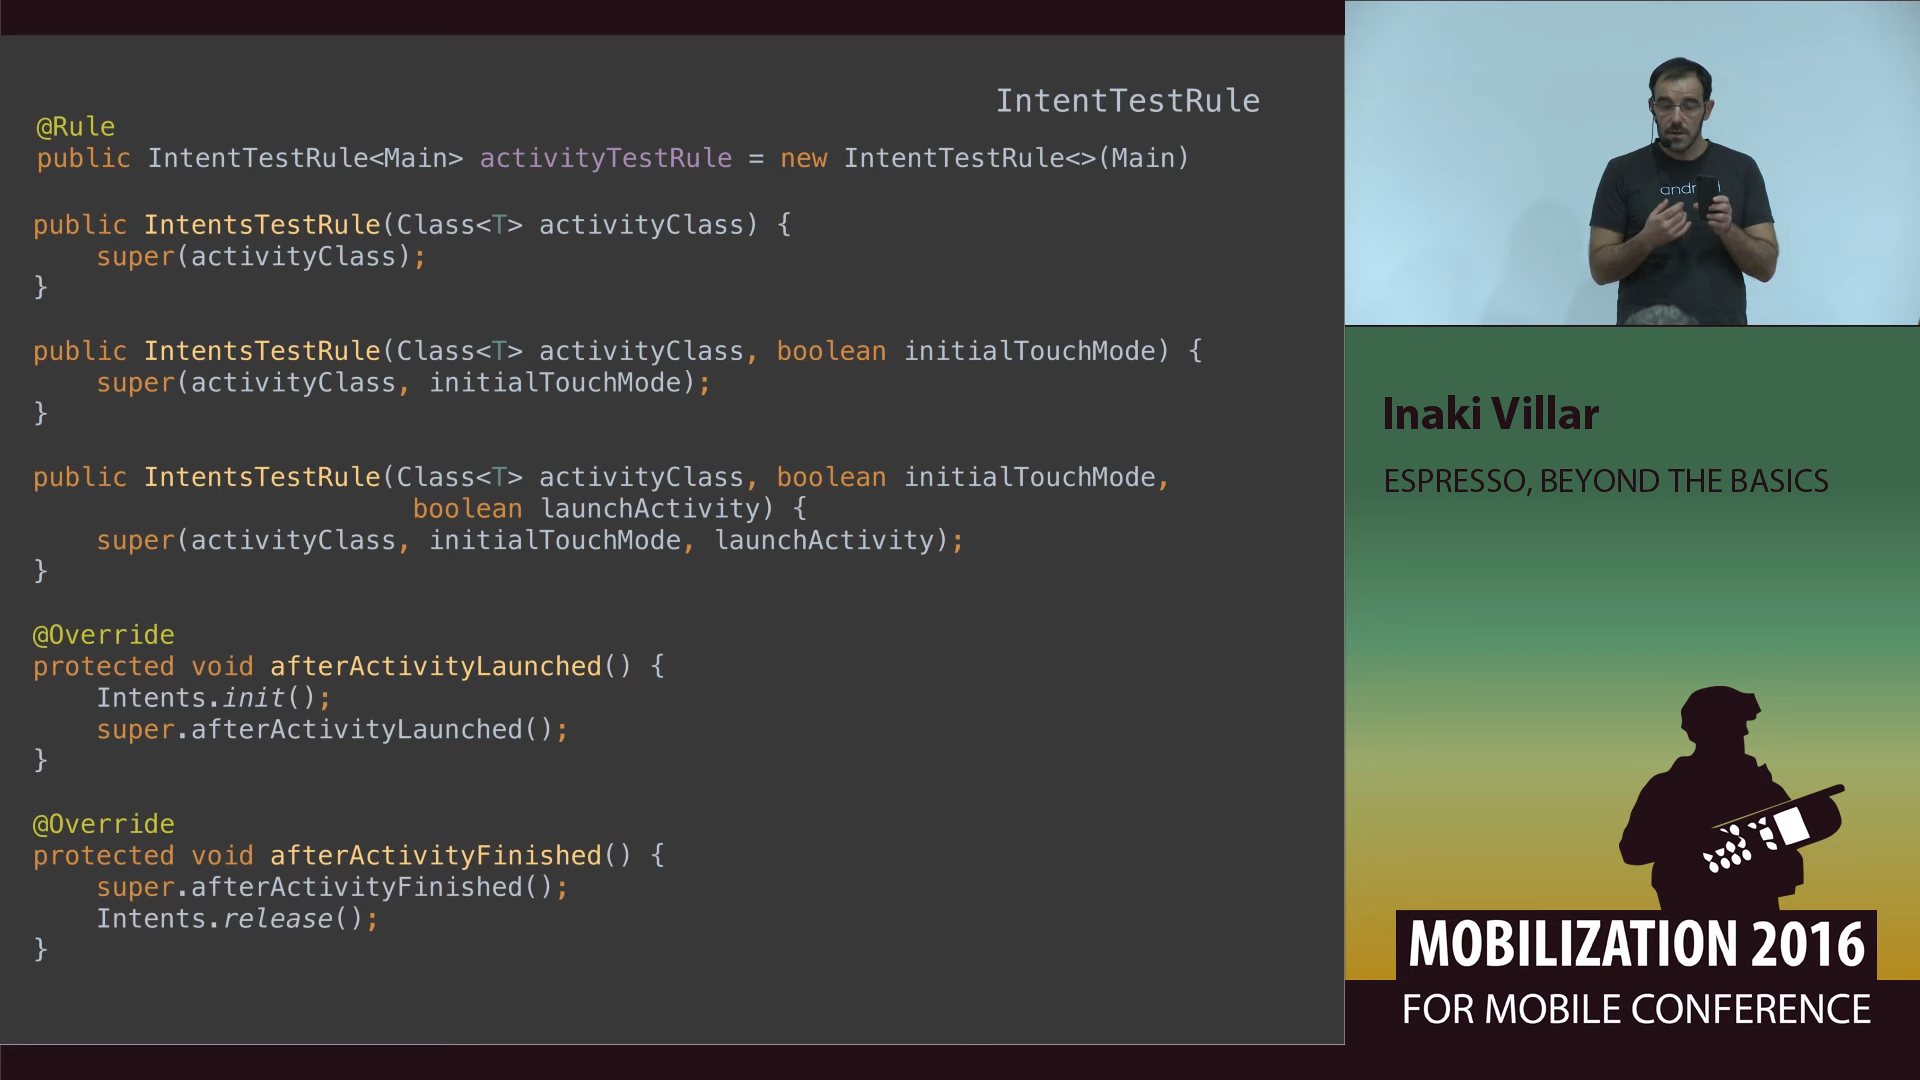 IntentTestRule
@Rule
public IntentTestRule<Main> activityTestRule = new IntentTestRule<>(Main)
public IntentsTestRule(Class<T> activityClass) {
super(activityClass);
}
public IntentsTestRule(Class<T> activityClass, boolean initialTouchMode) {
super(activityClass, initialTouchMode);
}
public IntentsTestRule(Class<T> activityClass, boolean initialTouchMode,
boolean launchActivity) {
super(activityClass, initialTouchMode, launchActivity);
}
@Override
protected void afterActivityLaunched() {
Intents.init();
super.afterActivityLaunched();
}
@Override
protected void afterActivityFinished() {
super.afterActivityFinished();
Intents.release();
}
Inaki Villar
ESPRESSO, BEYOND THE BASICS
MOBILIZATION 2016
FOR MOBILE CONFERENCE